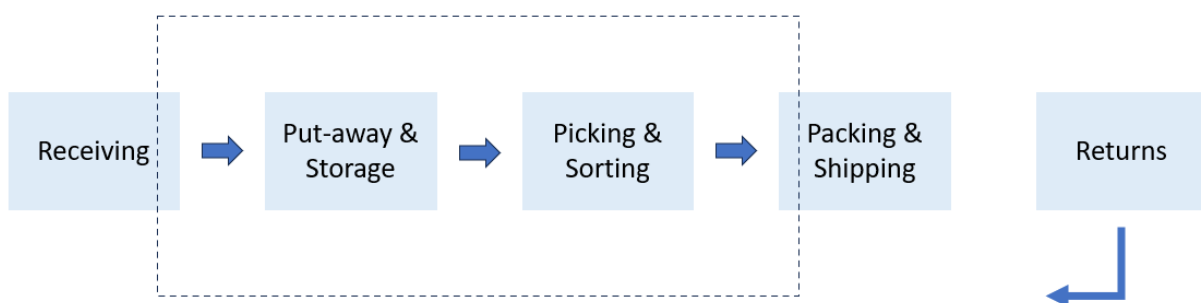 Receiving
Put-away &
Storage
Picking &
Sorting
Packing &
Shipping
Returns